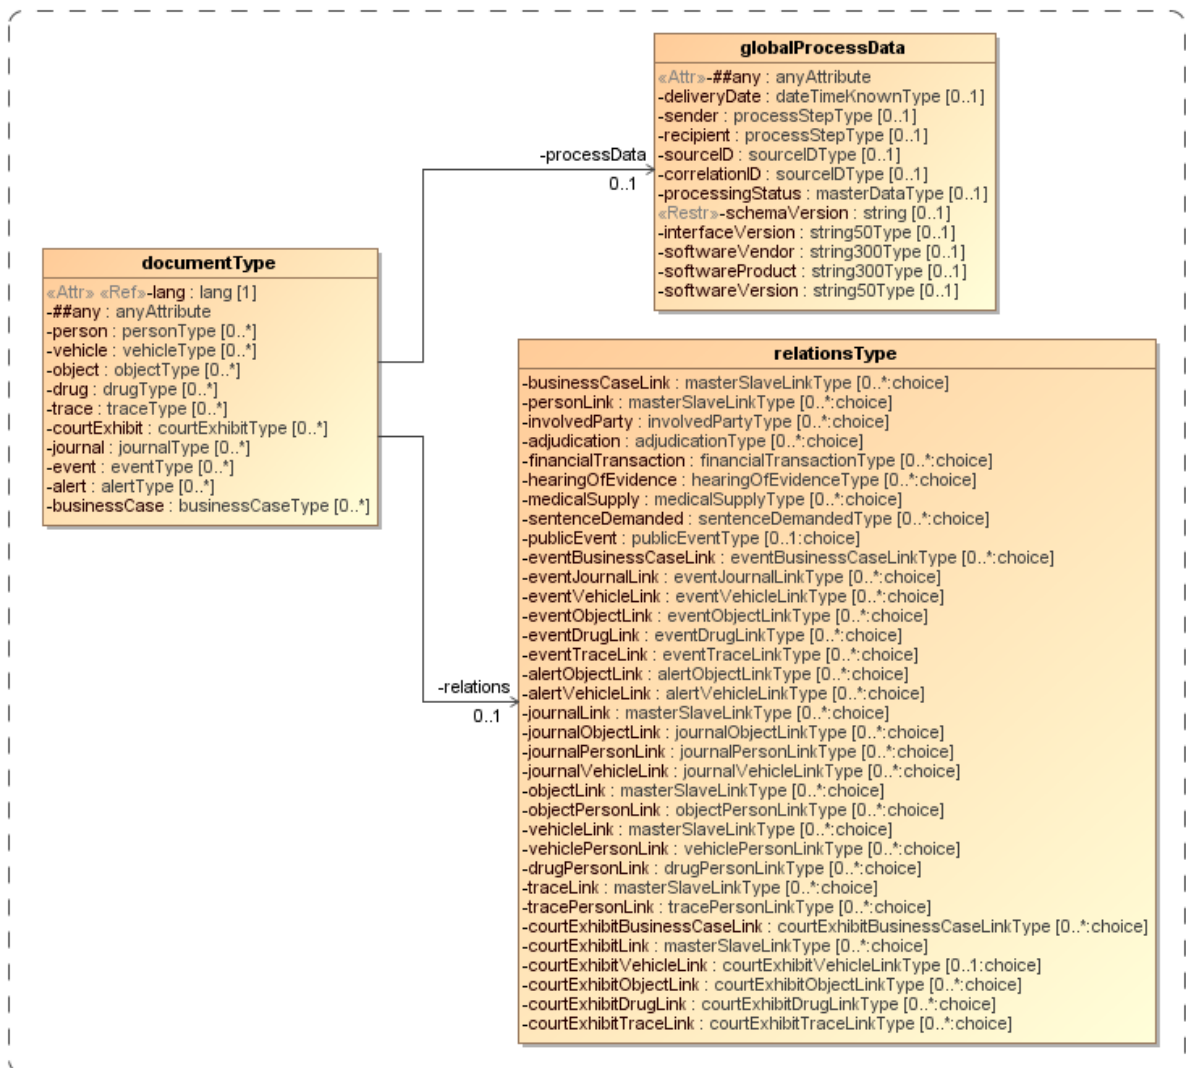 globalProcessData
«Attr»-##any : anyAttribute
-deliveryDate : dateTimeKnownType [0..1]
-sender : processStepType [0..1]
-recipient : processStepType [0..1]
-sourceID : sourceIDType [0..1]
-correlationID : sourceIDType [0..1]
-processingStatus : masterDataType [0..1]
«Restr»-schemaVersion : string [0..1]
-interfaceVersion : string50Type [0..1]
-softwareVendor : string300Type [0..1]
-softwareProduct : string300Type [0..1]
-softwareVersion : string50Type [0..1]
-processData
0..1
documentType
«Attr» «Ref»-lang : lang [1]
-##any : anyAttribute
-person : personType [0..*]
-vehicle : vehicleType [0..*]
-object : objectType [0..*]
-drug : drugType [0..*]
-trace : traceType [0..*]
-courtExhibit : courtExhibitType [0..*]
-journal : journalType [0..*]
-event : eventType [0..*]
-alert : alertType [0..*]
-businessCase : businessCaseType [0..*]
-relations
0..1
relationsType
-businessCaseLink : masterSlaveLinkType [0..*:choice]
-personLink : masterSlaveLinkType [0..*:choice]
-involvedParty : involvedPartyType [0..*:choice]
-adjudication : adjudicationType [0..*:choice]
-financialTransaction : financialTransactionType [0..*:choice]
-hearingOfEvidence : hearingOfEvidenceType [0..*:choice]
-medicalSupply : medicalSupplyType [0..*:choice]
-sentenceDemanded : sentenceDemandedType [0..*:choice]
-publicEvent : publicEventType [0..1:choice]
-eventBusinessCaseLink : eventBusinessCaseLinkType [0..*:choice]
-eventJournalLink : eventJournalLinkType [0..*:choice]
-eventVehicleLink : eventVehicleLinkType [0..*:choice]
-eventObjectLink : eventObjectLinkType [0..*:choice]
-eventDrugLink : eventDrugLinkType [0..*:choice]
-eventTraceLink : eventTraceLinkType [0..*:choice]
-alertObjectLink : alertObjectLinkType [0..*:choice]
-alertVehicleLink : alertVehicleLinkType [0..*:choice]
-journalLink : masterSlaveLinkType [0..*:choice]
-journalObjectLink : journalObjectLinkType [0..*:choice]
-journalPersonLink : journalPersonLinkType [0..*:choice]
-journalVehicleLink : journalVehicleLinkType [0..*:choice]
-objectLink : masterSlaveLinkType [0..*:choice]
-objectPersonLink : objectPersonLinkType [0..*:choice]
-vehicleLink : masterSlaveLinkType [0..*:choice]
-vehiclePersonLink : vehiclePersonLinkType [0..*:choice]
-drugPersonLink : drugPersonLinkType [0..*:choice]
-traceLink : masterSlaveLinkType [0..*:choice]
-tracePersonLink : tracePersonLinkType [0..*:choice]
-courtExhibitBusinessCaseLink : courtExhibitBusinessCaseLinkType [0..*:choice]
-courtExhibitLink : masterSlaveLinkType [0..*:choice]
-courtExhibitVehicleLink : courtExhibitVehicleLinkType [0..1:choice]
-courtExhibitObjectLink : courtExhibitObjectLinkType [0..*:choice]
-courtExhibitDrugLink : courtExhibitDrugLinkType [0..*:choice]
-courtExhibitTraceLink : courtExhibitTraceLinkType [0..*:choice]